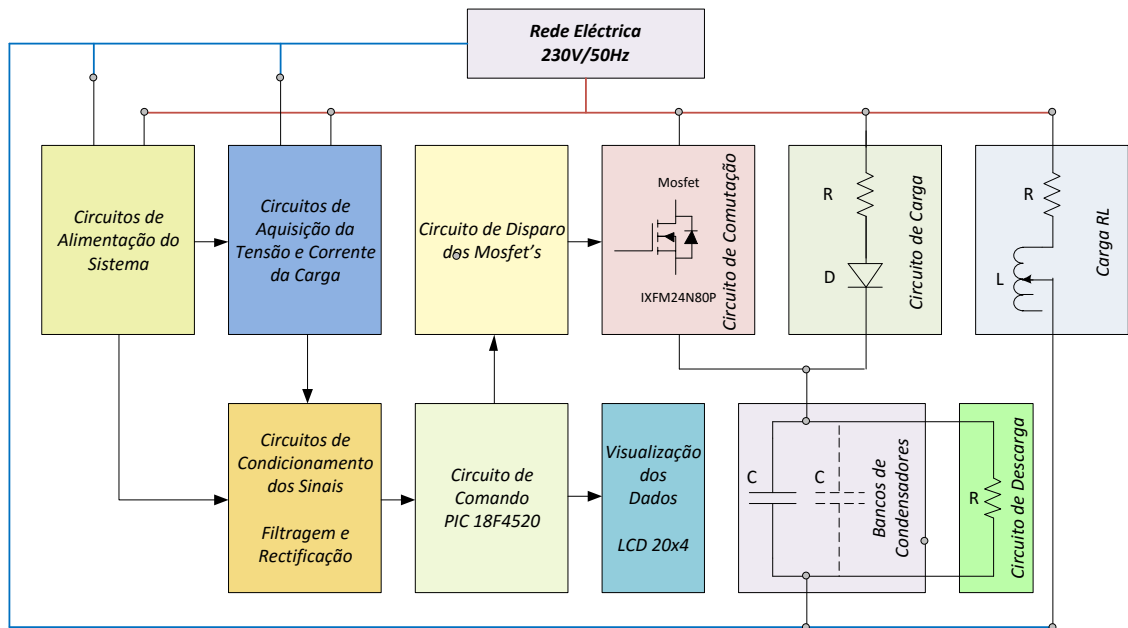 Rede Eléctrica
230V/50Hz
Circuitos de
Alimentação do
Sistema
Circuitos de
Aquisição da
Tensão e Corrente
da Carga
Circuito de Disparo
dos Mosfet’s
Mosfet
IXFM24N80P
Circuito de Comutação
R
D
Circuito de Carga
R
L
Carga RL
Circuitos de
Condicionamento
dos Sinais
Filtragem e
Rectificação
Circuito de
Comando
PIC 18F4520
Visualização
dos
Dados
LCD 20x4
C
C
Bancos de
Condensadores
R
Circuito de Descarga